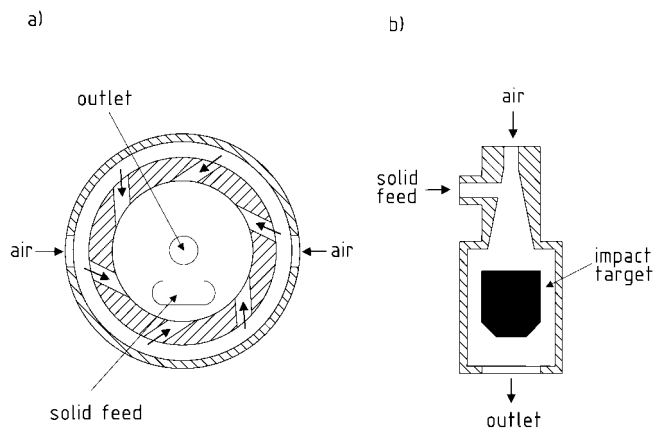 a)
outlet
air
air
solid feed
b)
air
solid
feed
impact
target
outlet